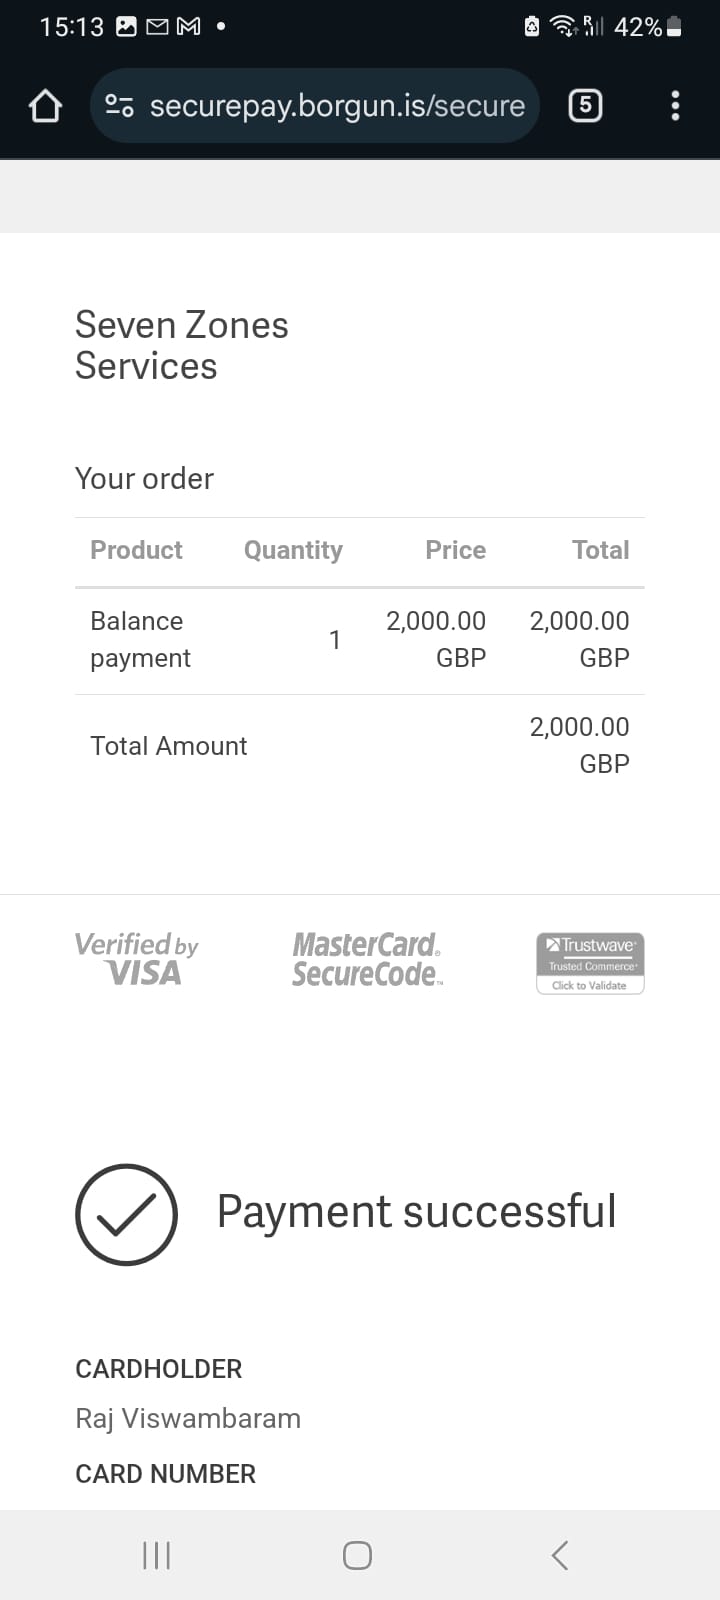 15:13
42%
securepay.borgun.is/secure
5
Seven Zones
Services
Your order
Product Quantity Price Total
Balance payment 1 2,000.00 GBP 2,000.00 GBP
Total Amount 2,000.00 GBP
Verified by
VISA
MasterCard.
SecureCode™
Trustwave
Trusted Commerce
Click to Validate
Payment successful
CARDHOLDER
Raj Viswambaram
CARD NUMBER